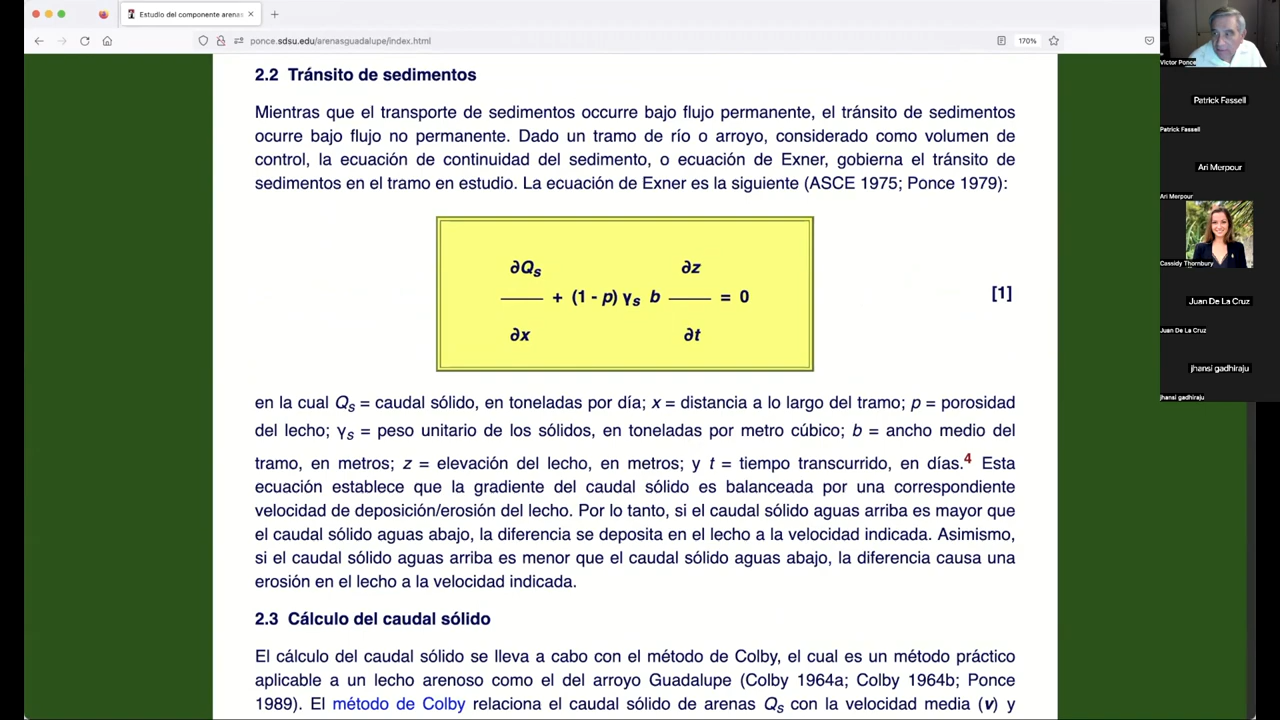 Estudio del componente arenas
ponce.sdsu.edu/arenasguadalupe/index.html
170%
2.2 Tránsito de sedimentos
Mientras que el transporte de sedimentos occurre bajo flujo permanente, el tránsito de sedimentos
ocurre bajo flujo no permanente. Dado un tramo de río o arroyo, considerado como volumen de
control, la ecuación de continuidad del sedimento, o ecuación de Exner, gobierna el tránsito de
sedimentos en el tramo en estudio. La ecuación de Exner es la siguiente (ASCE 1975; Ponce 1979):
∂Qs ∂z
+ (1 - p) γs b = 0
[1]
∂x ∂t
en la cual Qs = caudal sólido, en toneladas por día; x = distancia a lo largo del tramo; p = porosidad
del lecho; γs = peso unitario de los sólidos, en toneladas por metro cúbico; b = ancho medio del
tramo, en metros; z = elevación del lecho, en metros; y t = tiempo transcurrido, en días.4 Esta
ecuación establece que la gradiente del caudal sólido es balanceada por una correspondiente
velocidad de deposición/erosión del lecho. Por lo tanto, si el caudal sólido aguas arriba es mayor que
el caudal sólido aguas abajo, la diferencia se deposita en el lecho a la velocidad indicada. Asimismo,
si el caudal sólido aguas arriba es menor que el caudal sólido aguas abajo, la diferencia causa una
erosión en el lecho a la velocidad indicada.
2.3 Cálculo del caudal sólido
El cálculo del caudal sólido se lleva a cabo con el método de Colby, el cual es un método práctico
aplicable a un lecho arenoso como el del arroyo Guadalupe (Colby 1964a; Colby 1964b; Ponce
1989). El método de Colby relaciona el caudal sólido de arenas Qs con la velocidad media (v) y
Victor Ponce
Patrick Fassell
Patrick Fassell
Ari Merpour
Ari Merpour
Cassidy Thornbury
Juan De La Cruz
Juan De La Cruz
jhansi gadhiraju
jhansi gadhiraju